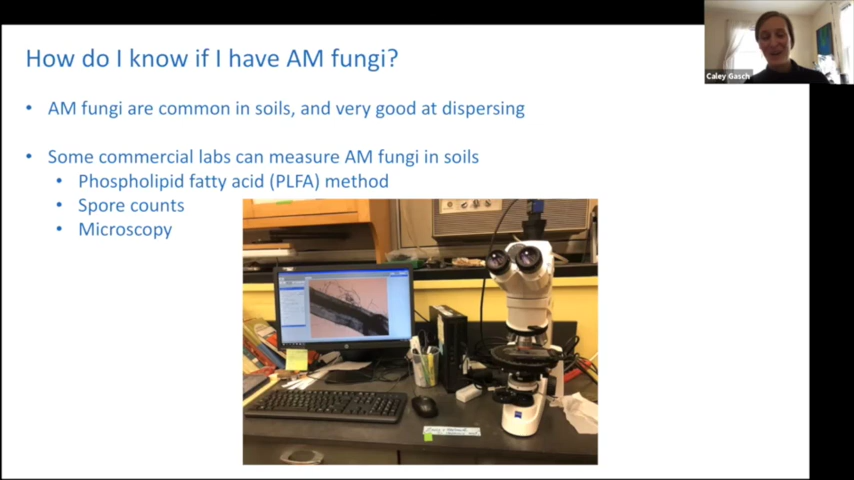 How do I know if I have AM fungi?
Caley Gasch
• AM fungi are common in soils, and very good at dispersing
• Some commercial labs can measure AM fungi in soils
• Phospholipid fatty acid (PLFA) method
• Spore counts
• Microscopy